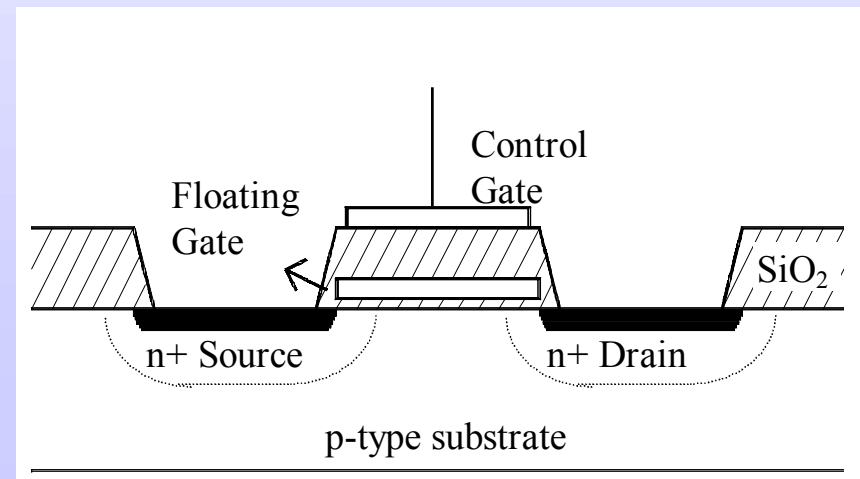 Control
Gate
Floating
Gate
SiO₂
n+ Source
n+ Drain
p-type substrate